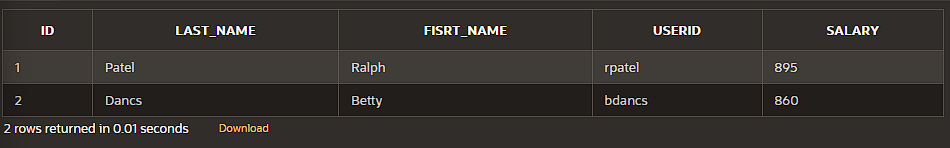 ID LAST_NAME FISRT_NAME USERID SALARY
1 Patel Ralph rpatel 895
2 Dancs Betty bdancs 860
2 rows returned in 0.01 seconds Download